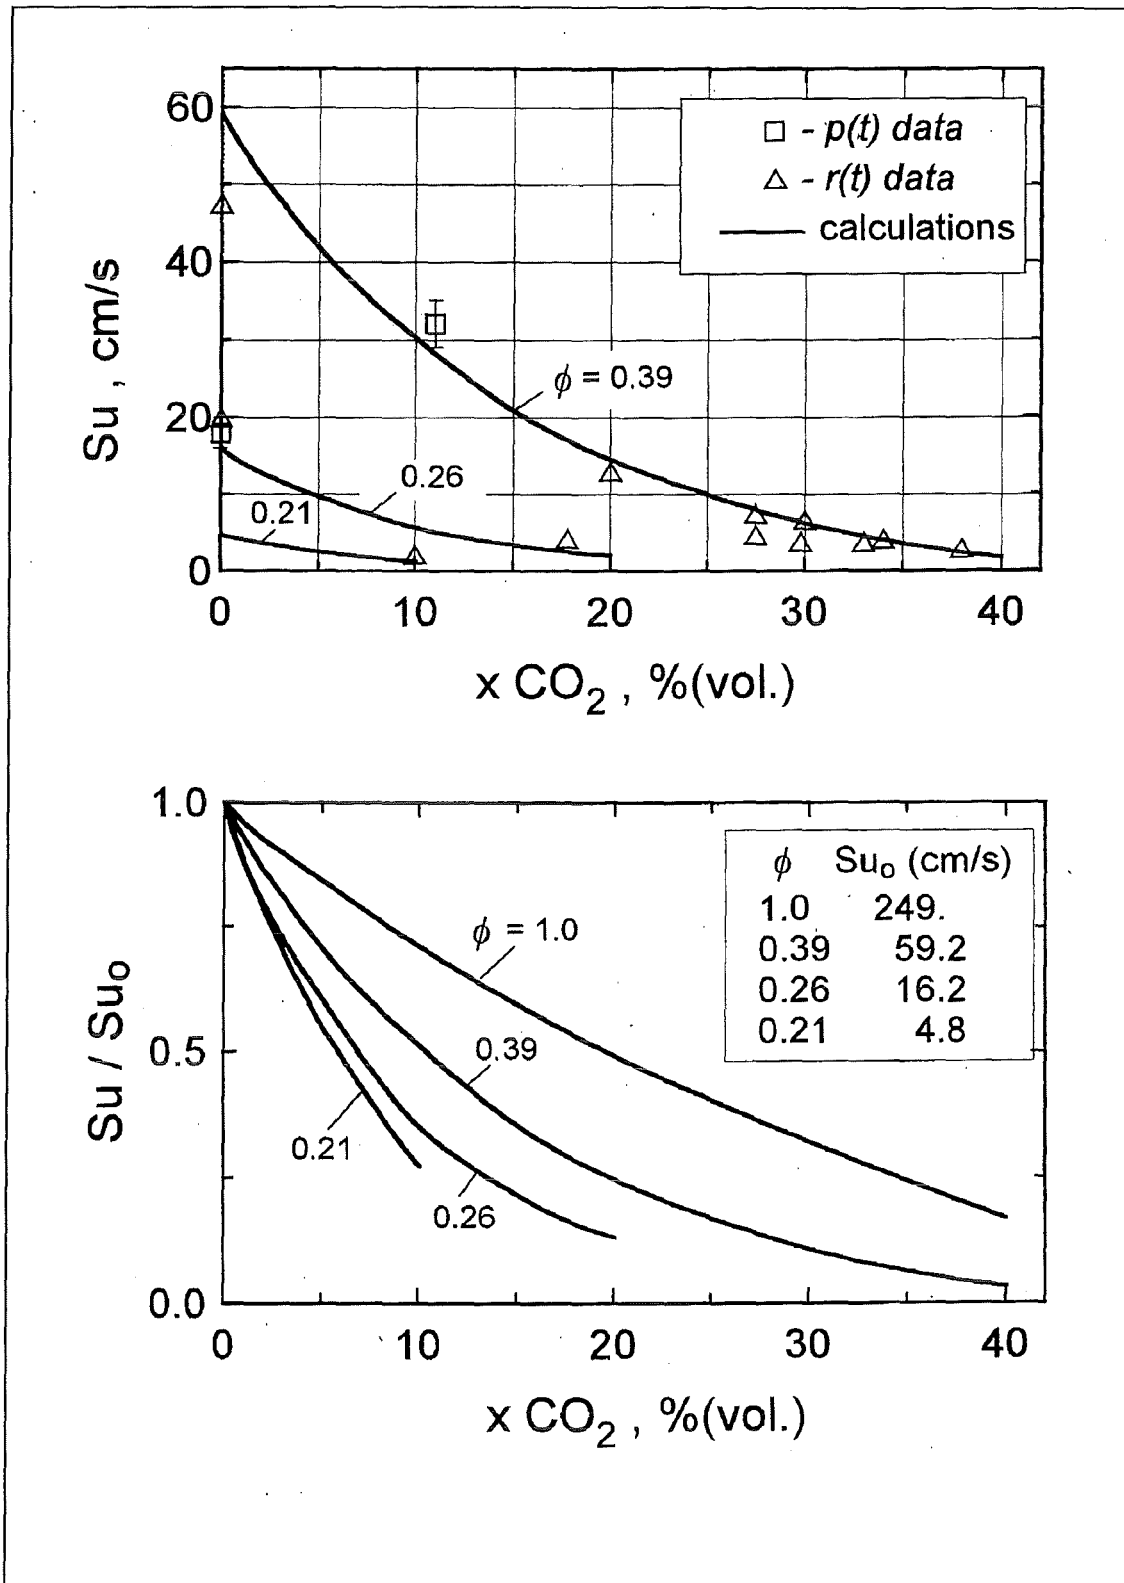 60
40
20
0
Su , cm/s
□ - p(t) data
△ - r(t) data
calculations
ϕ = 0.39
0.26
0.21
0 10 20 30 40
x CO₂ , %(vol.)
1.0
0.5
0.0
Su / Su₀
ϕ Su₀ (cm/s)
1.0 249.
0.39 59.2
0.26 16.2
0.21 4.8
ϕ = 1.0
0.39
0.21
0.26
0 10 20 30 40
x CO₂ , %(vol.)